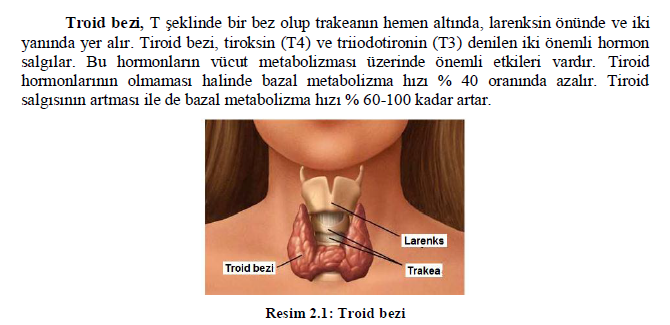 Troid bezi, T şeklinde bir bez olup trakeanın hemen altında, larenksin önünde ve iki
yanında yer alır. Tiroid bezi, tiroksin (T4) ve triiodotironin (T3) denilen iki önemli hormon
salgılar. Bu hormonların vücut metabolizması üzerinde önemli etkileri vardır. Tiroid
hormonlarının olmaması halinde bazal metabolizma hızı % 40 oranında azalır. Tiroid
salgısının artması ile de bazal metabolizma hızı % 60-100 kadar artar.
Larenks
Troid bezi
Trakea
Resim 2.1: Troid bezi